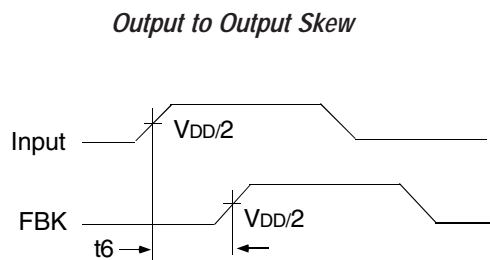 Output to Output Skew
Input
VDD/2
FBK
VDD/2
t6